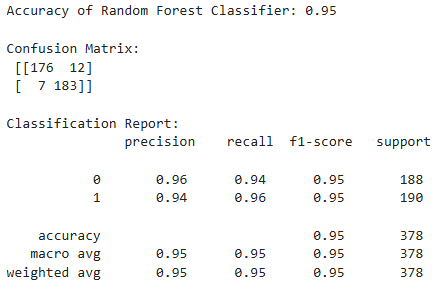 Accuracy of Random Forest Classifier: 0.95
Confusion Matrix:
[[176  12]
[  7 183]]
Classification Report:
precision    recall  f1-score   support
0       0.96      0.94      0.95       188
1       0.94      0.96      0.95       190
accuracy                           0.95       378
macro avg       0.95      0.95      0.95       378
weighted avg       0.95      0.95      0.95       378